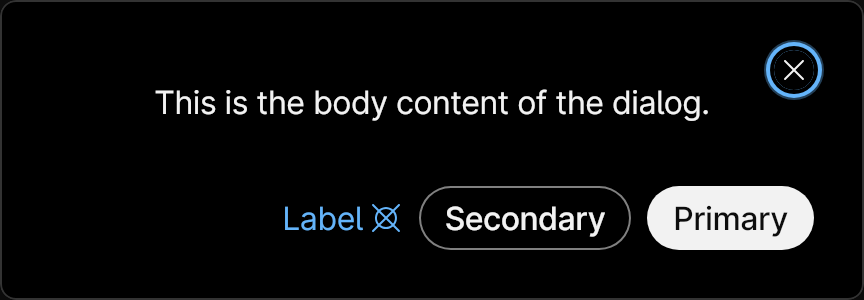 This is the body content of the dialog.
Label Secondary Primary